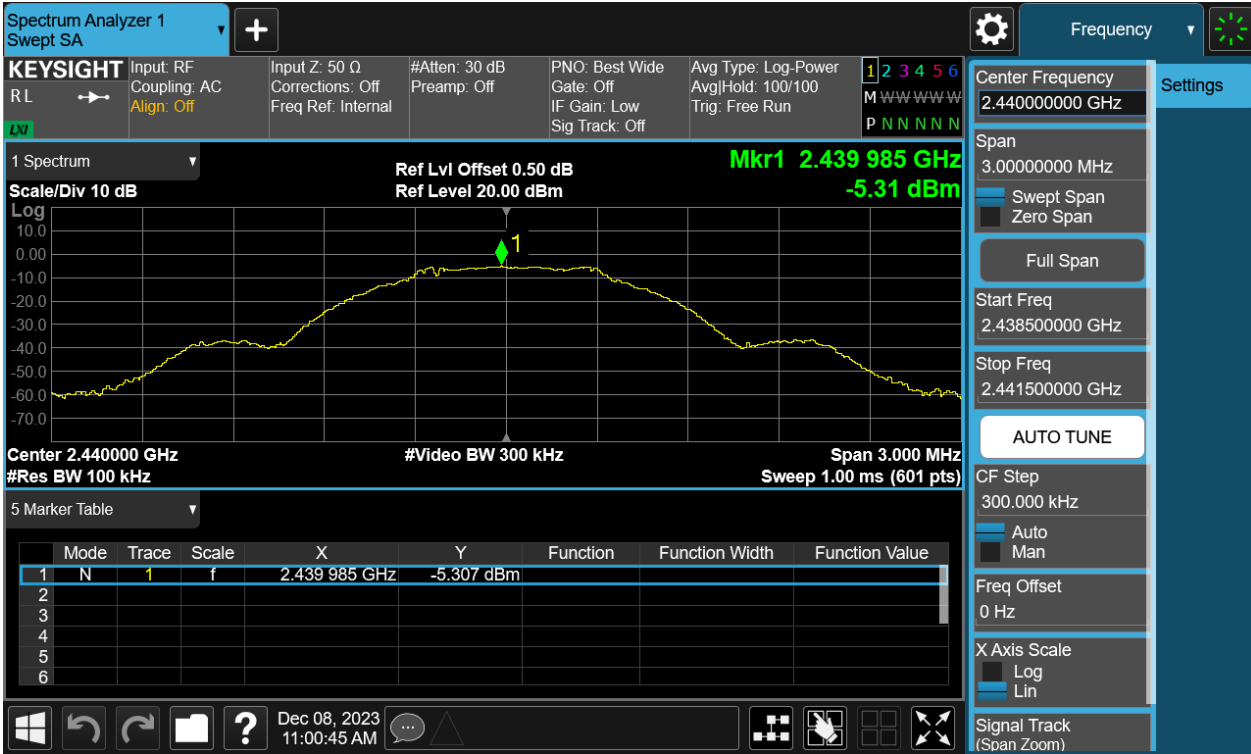 Spectrum Analyzer 1
Swept SA
+
Frequency
KEYSIGHT
R L
LXI
Input: RF
Coupling: AC
Align: Off
Input Z: 50 Ω
Corrections: Off
Freq Ref: Internal
#Atten: 30 dB
Preamp: Off
PNO: Best Wide
Gate: Off
IF Gain: Low
Sig Track: Off
Avg Type: Log-Power
Avg|Hold: 100/100
Trig: Free Run
1 2 3 4 5 6
M W W W W W
P N N N N N
1 Spectrum
Scale/Div 10 dB
Ref Lvl Offset 0.50 dB
Ref Level 20.00 dBm
Mkr1 2.439 985 GHz
-5.31 dBm
Log
10.0
0.00
-10.0
-20.0
-30.0
-40.0
-50.0
-60.0
-70.0
1
Center 2.440000 GHz
#Res BW 100 kHz
#Video BW 300 kHz
Span 3.000 MHz
Sweep 1.00 ms (601 pts)
5 Marker Table
Mode Trace Scale X Y Function Function Width Function Value
1 N 1 f 2.439 985 GHz -5.307 dBm
2
3
4
5
6
Dec 08, 2023
11:00:45 AM
?
Center Frequency
2.440000000 GHz
Span
3.00000000 MHz
Swept Span
Zero Span
Full Span
Start Freq
2.438500000 GHz
Stop Freq
2.441500000 GHz
AUTO TUNE
CF Step
300.000 kHz
Auto
Man
Freq Offset
0 Hz
X Axis Scale
Log
Lin
Signal Track
(Span Zoom)
Settings